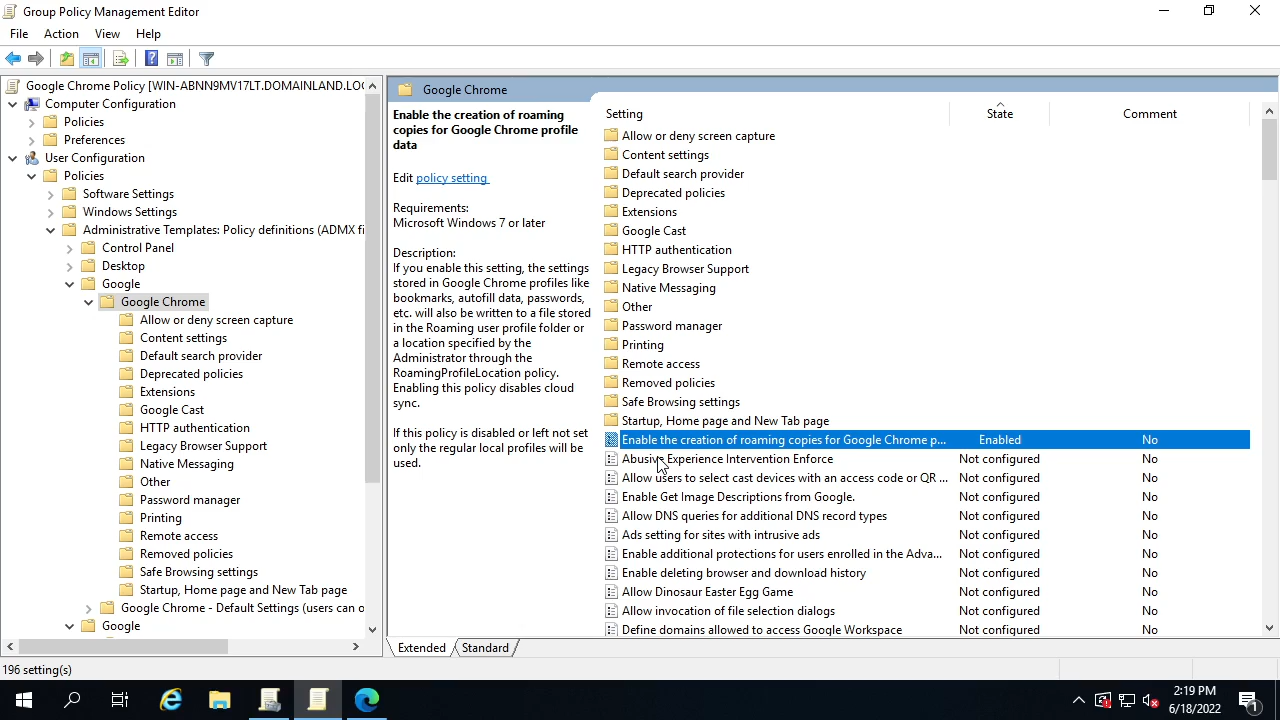 Group Policy Management Editor
File Action View Help
Google Chrome Policy [WIN-ABNN9MV17LT.DOMAINLAND.LO
Computer Configuration
Policies
Preferences
User Configuration
Policies
Software Settings
Windows Settings
Administrative Templates: Policy definitions (ADMX fi
Control Panel
Desktop
Google
Google Chrome
Allow or deny screen capture
Content settings
Default search provider
Deprecated policies
Extensions
Google Cast
HTTP authentication
Legacy Browser Support
Native Messaging
Other
Password manager
Printing
Remote access
Removed policies
Safe Browsing settings
Startup, Home page and New Tab page
Google Chrome - Default Settings (users can o
Google
Google Chrome
Enable the creation of roaming
copies for Google Chrome profile
data
Edit policy setting
Requirements:
Microsoft Windows 7 or later
Description:
If you enable this setting, the settings
stored in Google Chrome profiles like
bookmarks, autofill data, passwords,
etc. will also be written to a file stored
in the Roaming user profile folder or
a location specified by the
Administrator through the
RoamingProfileLocation policy.
Enabling this policy disables cloud
sync.
If this policy is disabled or left not set
only the regular local profiles will be
used.
Setting State Comment
Allow or deny screen capture
Content settings
Default search provider
Deprecated policies
Extensions
Google Cast
HTTP authentication
Legacy Browser Support
Native Messaging
Other
Password manager
Printing
Remote access
Removed policies
Safe Browsing settings
Startup, Home page and New Tab page
Enable the creation of roaming copies for Google Chrome p... Enabled No
Abusive Experience Intervention Enforce Not configured No
Allow users to select cast devices with an access code or QR ... Not configured No
Enable Get Image Descriptions from Google. Not configured No
Allow DNS queries for additional DNS record types Not configured No
Ads setting for sites with intrusive ads Not configured No
Enable additional protections for users enrolled in the Adva... Not configured No
Enable deleting browser and download history Not configured No
Allow Dinosaur Easter Egg Game Not configured No
Allow invocation of file selection dialogs Not configured No
Define domains allowed to access Google Workspace Not configured No
Extended Standard
196 setting(s)
2:19 PM
6/18/2022
1